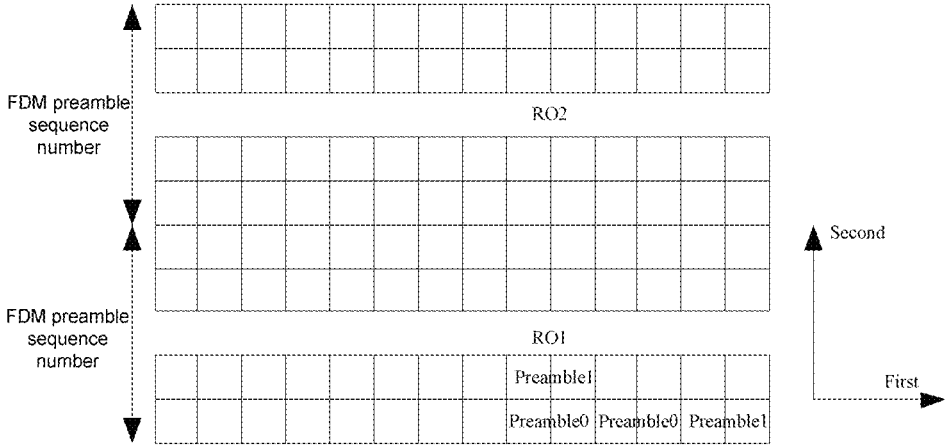 FDM preamble
sequence
number
RO2
Second
FDM preamble
sequence
number
RO1
First
Preamble1
Preamble0 Preamble0 Preamble1